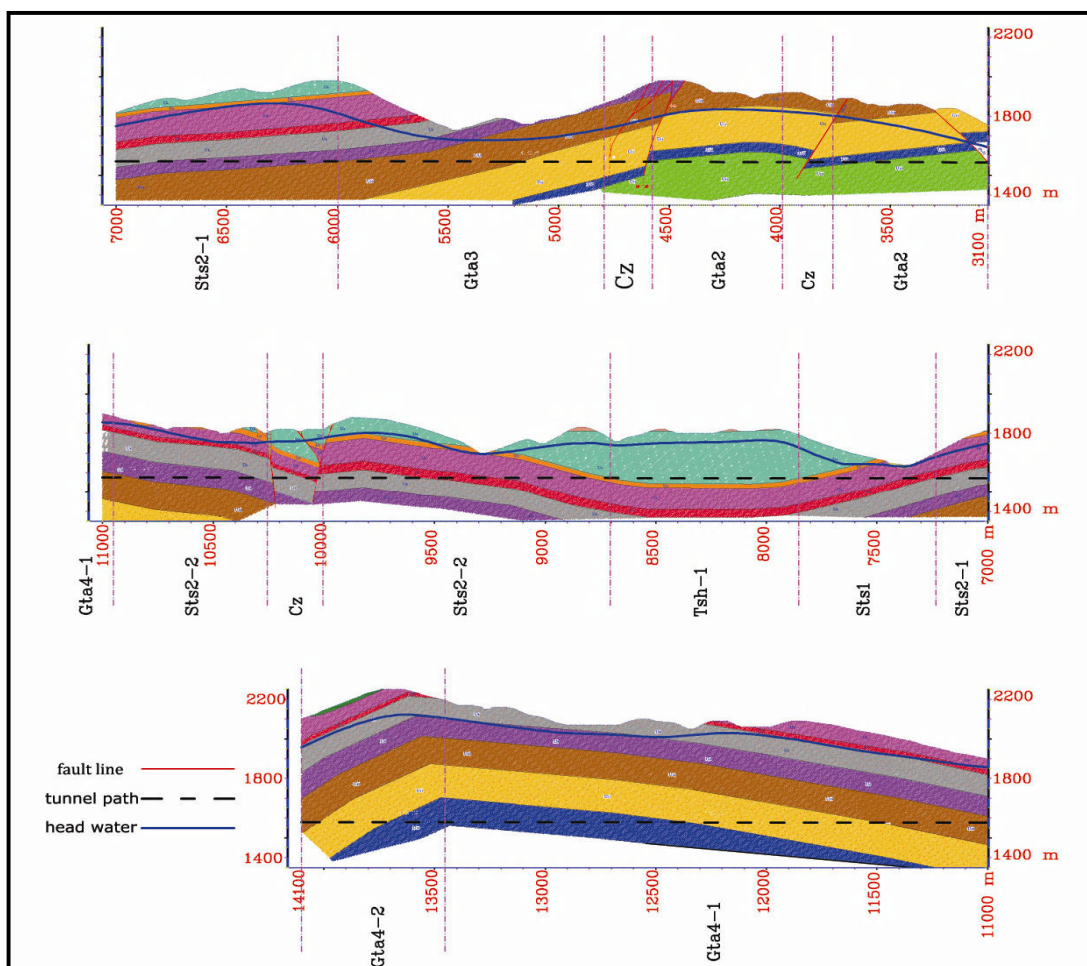 2200
1800
1400 m
7000
6500
6000
5500
5000
4500
4000
3500
3100 m
Sts2-1
Gta3
Cz
Gta2
Cz
Gta2
2200
1800
1400 m
11000
10500
10000
9500
9000
8500
8000
7500
7000 m
Gta4-1
Sts2-2
Cz
Sts2-2
Tsh-1
Sts1
Sts2-1
2200
2200
1800
1800
1400
1400 m
fault line
tunnel path
head water
14100
13500
13000
12500
12000
11500
11000
Gta4-2
Gta4-1